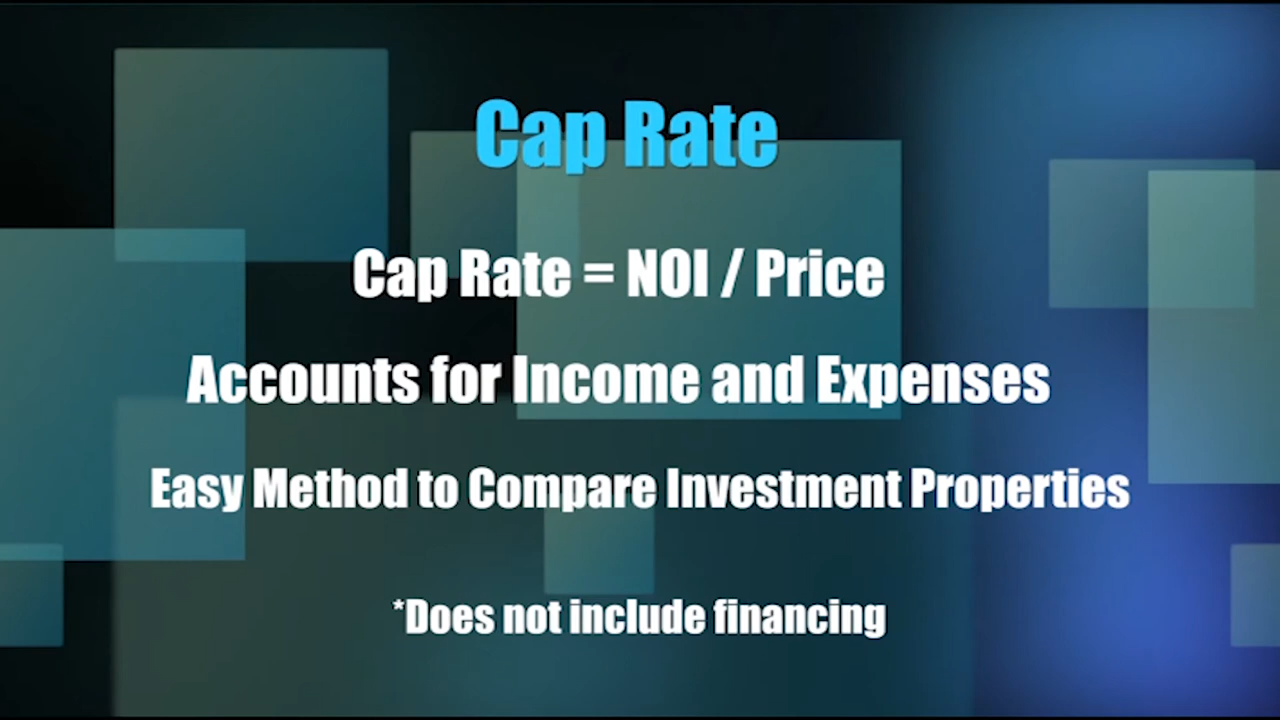 Cap Rate
Cap Rate = NOI / Price
Accounts for Income and Expenses
Easy Method to Compare Investment Properties
*Does not include financing